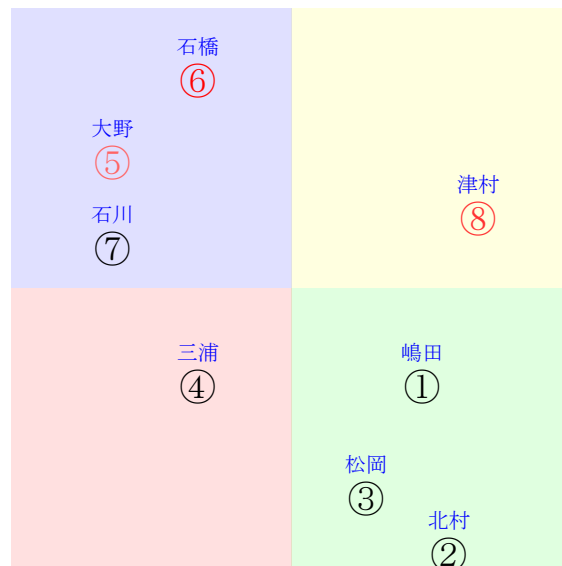 石橋
⑥
大野
⑤
津村
⑧
石川
⑦
三浦
④
嶋田
①
松岡
③
北村
②